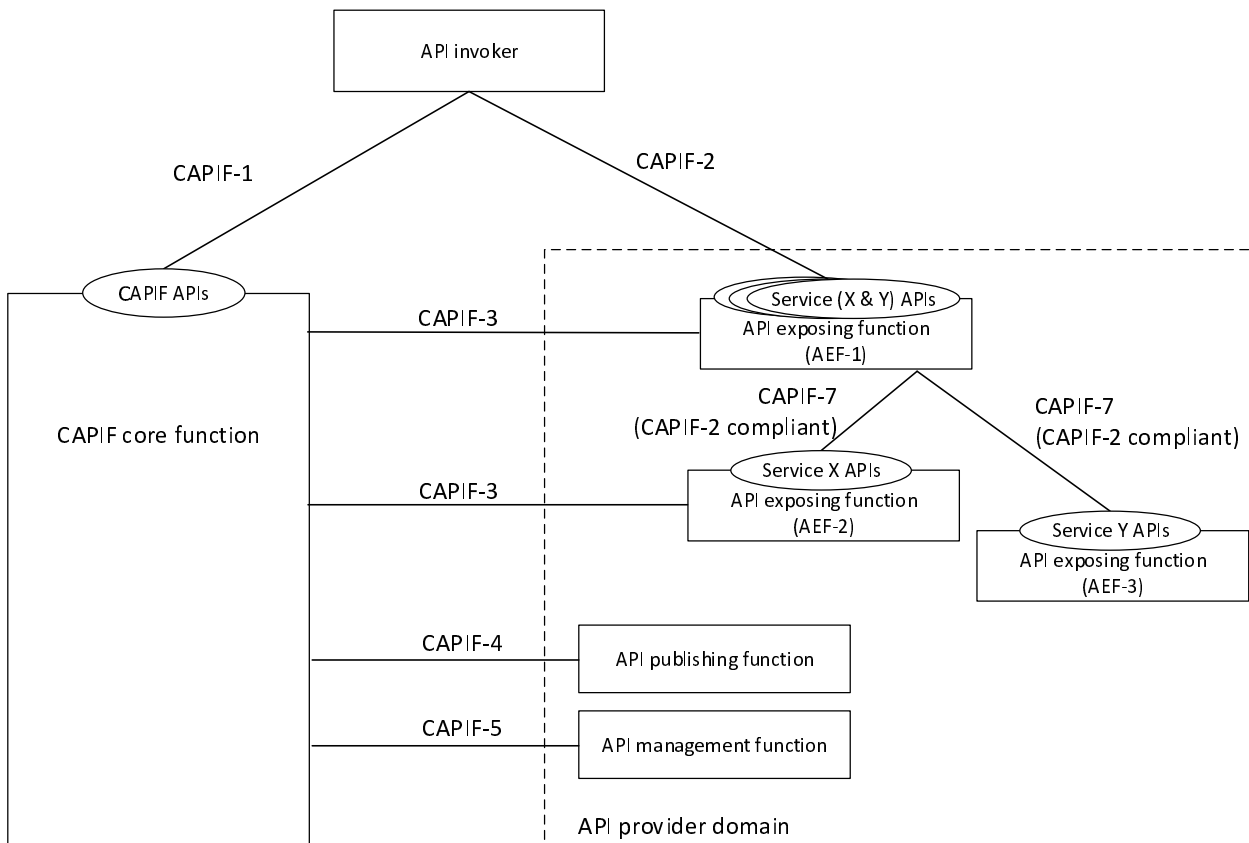 API invoker
CAPIF-1
CAPIF-2
CAPIF APIs
Service (X & Y) APIs
API exposing function
(AEF-1)
CAPIF-3
CAPIF-7
(CAPIF-2 compliant)
CAPIF-7
(CAPIF-2 compliant)
CAPIF core function
Service X APIs
API exposing function
(AEF-2)
CAPIF-3
Service Y APIs
API exposing function
(AEF-3)
CAPIF-4
API publishing function
CAPIF-5
API management function
API provider domain